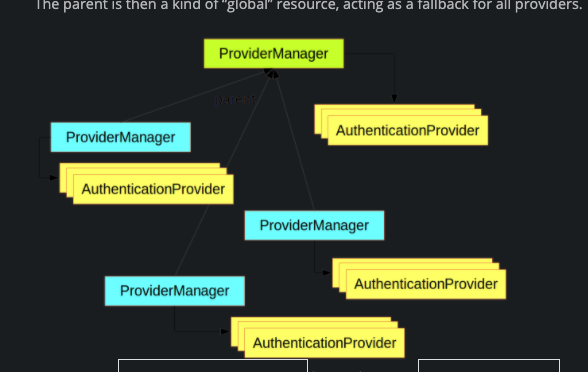 The parent is then a kind of “global” resource, acting as a fallback for all providers.
ProviderManager
parent
ProviderManager
AuthenticationProvider
AuthenticationProvider
ProviderManager
ProviderManager
AuthenticationProvider
AuthenticationProvider